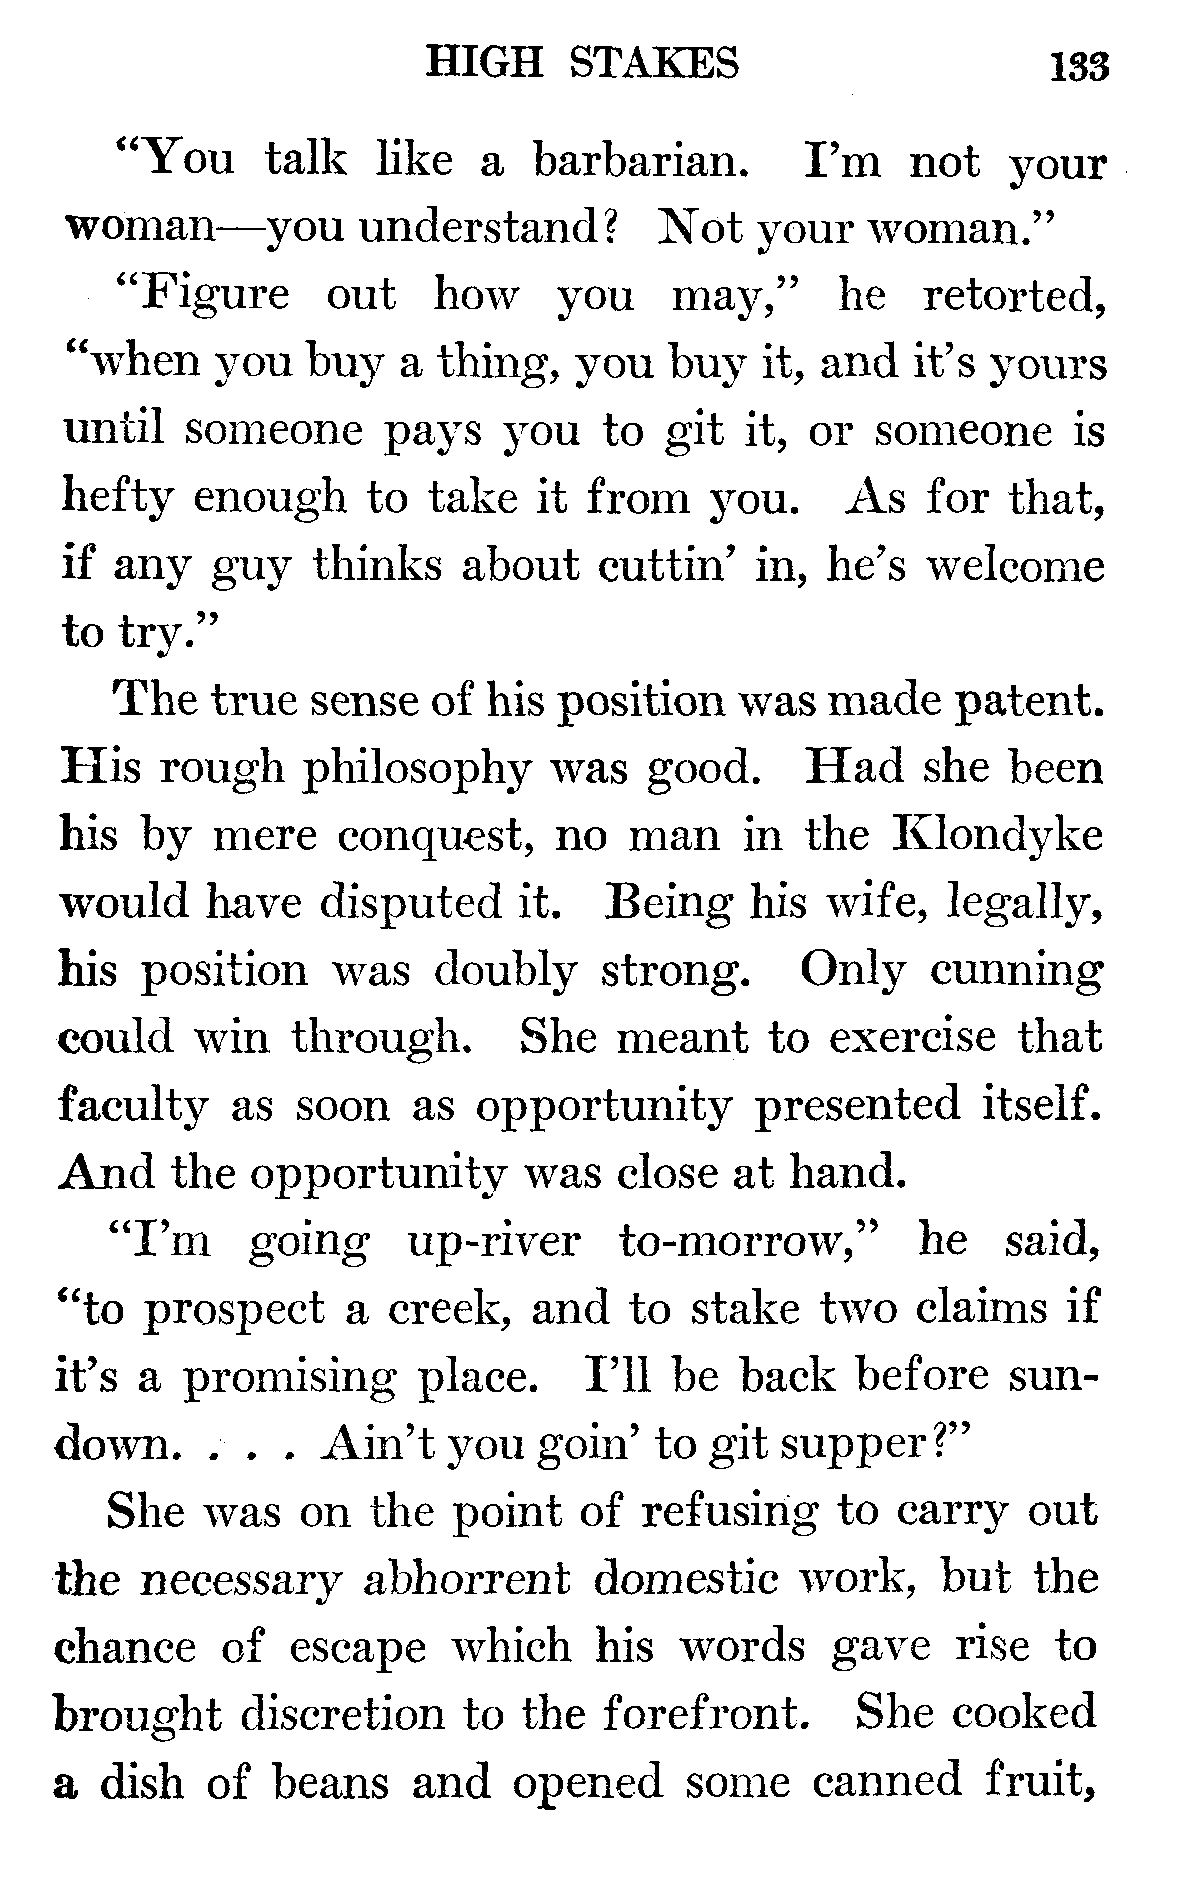 HIGH STAKES 133
“You talk like a barbarian. I’m not your
woman—you understand? Not your woman.”
“Figure out how you may,” he retorted,
“when you buy a thing, you buy it, and it’s yours
until someone pays you to git it, or someone is
hefty enough to take it from you. As for that,
if any guy thinks about cuttin’ in, he’s welcome
to try.”
The true sense of his position was made patent.
His rough philosophy was good. Had she been
his by mere conquest, no man in the Klondyke
would have disputed it. Being his wife, legally,
his position was doubly strong. Only cunning
could win through. She meant to exercise that
faculty as soon as opportunity presented itself.
And the opportunity was close at hand.
“I’m going up-river to-morrow,” he said,
“to prospect a creek, and to stake two claims if
it’s a promising place. I’ll be back before sun-
down. . . . Ain’t you goin’ to git supper?”
She was on the point of refusing to carry out
the necessary abhorrent domestic work, but the
chance of escape which his words gave rise to
brought discretion to the forefront. She cooked
a dish of beans and opened some canned fruit,